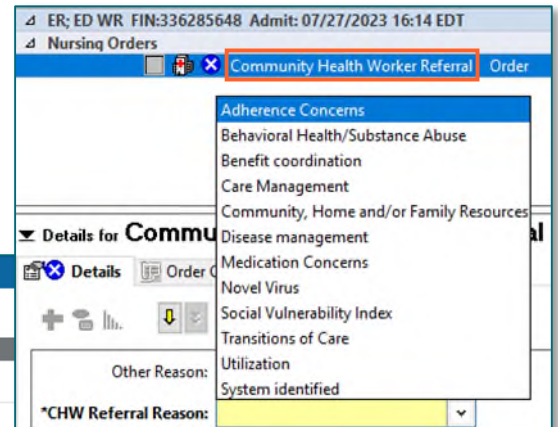 ER; ED WR FIN:336285648 Admit: 07/27/2023 16:14 EDT
Nursing Orders
Community Health Worker Referral Order
Adherence Concerns
Behavioral Health/Substance Abuse
Benefit coordination
Care Management
Community, Home and/or Family Resources
Disease management
Medication Concerns
Novel Virus
Social Vulnerability Index
Transitions of Care
Utilization
System identified
Details for Commu al
Details Order
Other Reason:
*CHW Referral Reason: